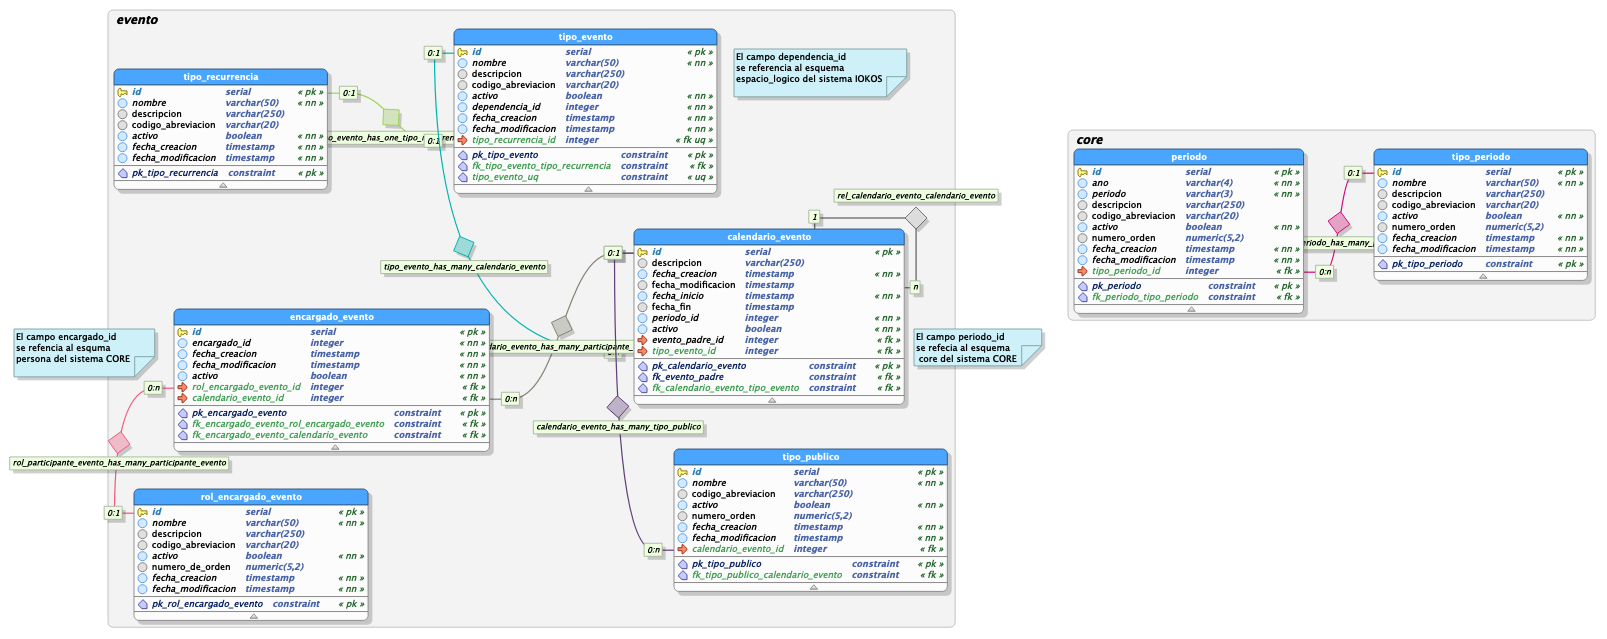 evento
tipo_evento
id serial « pk »
nombre varchar(50) « nn »
descripcion varchar(250)
codigo_abreviacion varchar(20)
activo boolean « nn »
dependencia_id integer « nn »
fecha_creacion timestamp « nn »
fecha_modificacion timestamp « nn »
tipo_recurrencia_id integer « fk uq »
pk_tipo_evento constraint « pk »
fk_tipo_evento_tipo_recurrencia constraint « fk »
tipo_evento_uq constraint « uq »
0:1
El campo dependencia_id
se referencia al esquema
espacio_logico del sistema IOKOS
tipo_recurrencia
id serial « pk »
nombre varchar(50) « nn »
descripcion varchar(250)
codigo_abreviacion varchar(20)
activo boolean « nn »
fecha_creacion timestamp « nn »
fecha_modificacion timestamp « nn »
pk_tipo_recurrencia constraint « pk »
0:1
o_evento_has_one_tipo_
0:1
core
periodo
id serial « pk »
ano varchar(4) « nn »
periodo varchar(3) « nn »
descripcion varchar(250)
codigo_abreviacion varchar(20)
activo boolean « nn »
numero_orden numeric(5,2)
fecha_creacion timestamp « nn »
fecha_modificacion timestamp « nn »
tipo_periodo_id integer « fk »
pk_periodo constraint « pk »
fk_periodo_tipo_periodo constraint « fk »
0:1
eriodo_has_many_
0:n
tipo_periodo
id serial « pk »
nombre varchar(50) « nn »
descripcion varchar(250)
codigo_abreviacion varchar(20)
activo boolean « nn »
numero_orden numeric(5,2)
fecha_creacion timestamp « nn »
fecha_modificacion timestamp « nn »
pk_tipo_periodo constraint « pk »
rel_calendario_evento_calendario_evento
1
n
calendario_evento
id serial « pk »
descripcion varchar(250)
fecha_creacion timestamp « nn »
fecha_modificacion timestamp
fecha_inicio timestamp « nn »
fecha_fin timestamp
periodo_id integer « nn »
activo boolean « nn »
evento_padre_id integer « fk »
tipo_evento_id integer « fk »
pk_calendario_evento constraint « pk »
fk_evento_padre constraint « fk »
fk_calendario_evento_tipo_evento constraint « fk »
0:1
tipo_evento_has_many_calendario_evento
dario_evento_has_many_participante_
El campo periodo_id
se refecia al esquema
core del sistema CORE
encargado_evento
id serial « pk »
encargado_id integer « nn »
fecha_creacion timestamp « nn »
fecha_modificacion timestamp « nn »
activo boolean « nn »
rol_encargado_evento_id integer « fk »
calendario_evento_id integer « fk »
pk_encargado_evento constraint « pk »
fk_encargado_evento_rol_encargado_evento constraint « fk »
fk_encargado_evento_calendario_evento constraint « fk »
0:n
El campo encargado_id
se refencia al esquma
persona del sistema CORE
0:n
calendario_evento_has_many_tipo_publico
rol_participante_evento_has_many_participante_evento
0:1
tipo_publico
id serial « pk »
nombre varchar(50) « nn »
codigo_abreviacion varchar(250)
activo boolean « nn »
numero_orden numeric(5,2)
fecha_creacion timestamp « nn »
fecha_modificacion timestamp « nn »
calendario_evento_id integer « fk »
pk_tipo_publico constraint « pk »
fk_tipo_publico_calendario_evento constraint « fk »
0:n
rol_encargado_evento
id serial « pk »
nombre varchar(50) « nn »
descripcion varchar(250)
codigo_abreviacion varchar(20)
activo boolean « nn »
numero_de_orden numeric(5,2)
fecha_creacion timestamp « nn »
fecha_modificacion timestamp « nn »
pk_rol_encargado_evento constraint « pk »